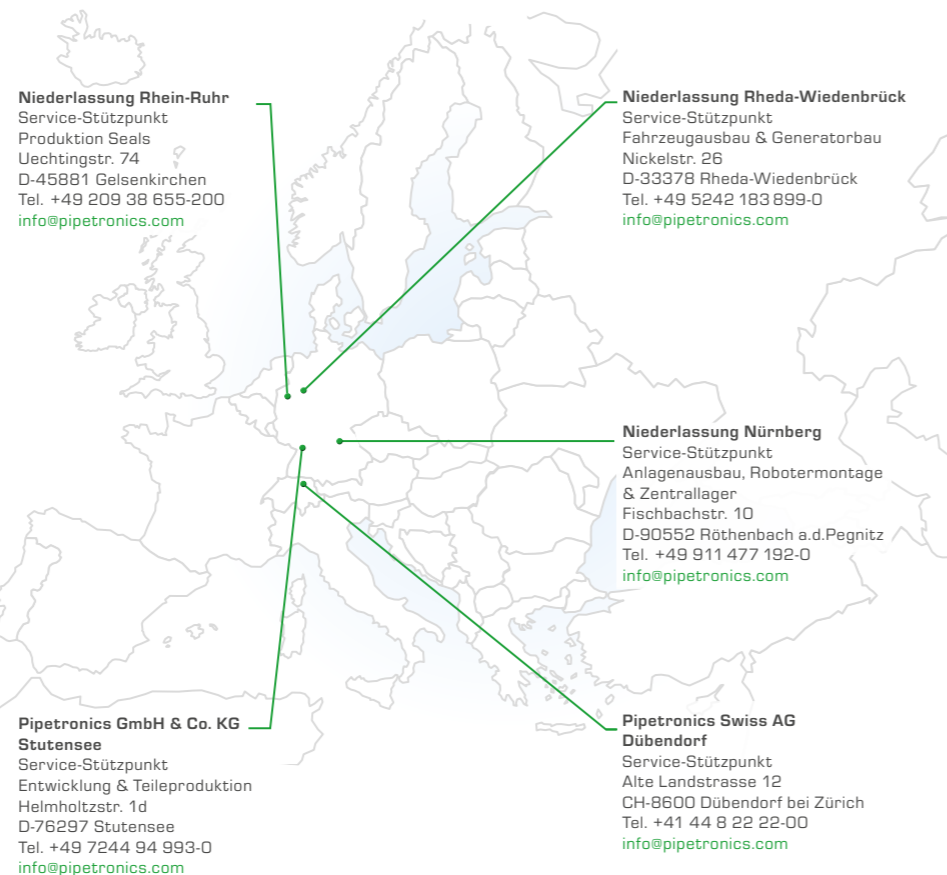 Niederlassung Rhein-Ruhr
Service-Stützpunkt
Produktion Seals
Uechtingstr. 74
D-45881 Gelsenkirchen
Tel. +49 209 38 655-200
info@pipetronics.com
Niederlassung Rheda-Wiedenbrück
Service-Stützpunkt
Fahrzeugausbau & Generatorbau
Nickelstr. 26
D-33378 Rheda-Wiedenbrück
Tel. +49 5242 183 899-0
info@pipetronics.com
Niederlassung Nürnberg
Service-Stützpunkt
Anlagenausbau, Robotermontage
& Zentrallager
Fischbachstr. 10
D-90552 Röthenbach a.d.Pegnitz
Tel. +49 911 477 192-0
info@pipetronics.com
Pipetronics GmbH & Co. KG
Stutensee
Service-Stützpunkt
Entwicklung & Teileproduktion
Helmholtzstr. 1d
D-76297 Stutensee
Tel. +49 7244 94 993-0
info@pipetronics.com
Pipetronics Swiss AG
Dübendorf
Service-Stützpunkt
Alte Landstrasse 12
CH-8600 Dübendorf bei Zürich
Tel. +41 44 8 22 22-00
info@pipetronics.com